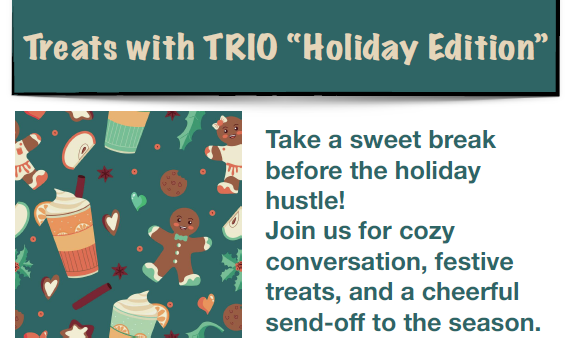 Treats with TRIO “Holiday Edition”
Take a sweet break
before the holiday
hustle!
Join us for cozy
conversation, festive
treats, and a cheerful
send-off to the season.